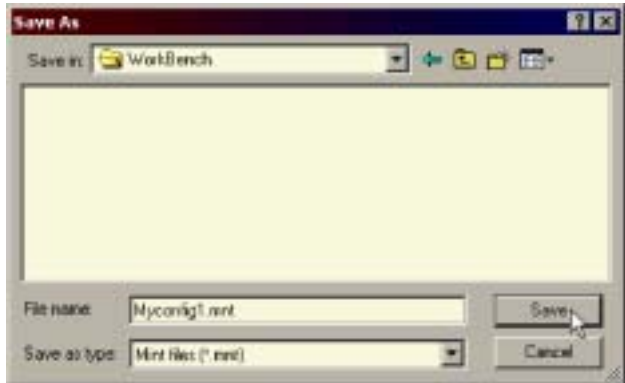 Save As
Save in: WorkBench
File name: Myconfig1.mnt
Save
Save as type: Mint files (*.mnt)
Cancel